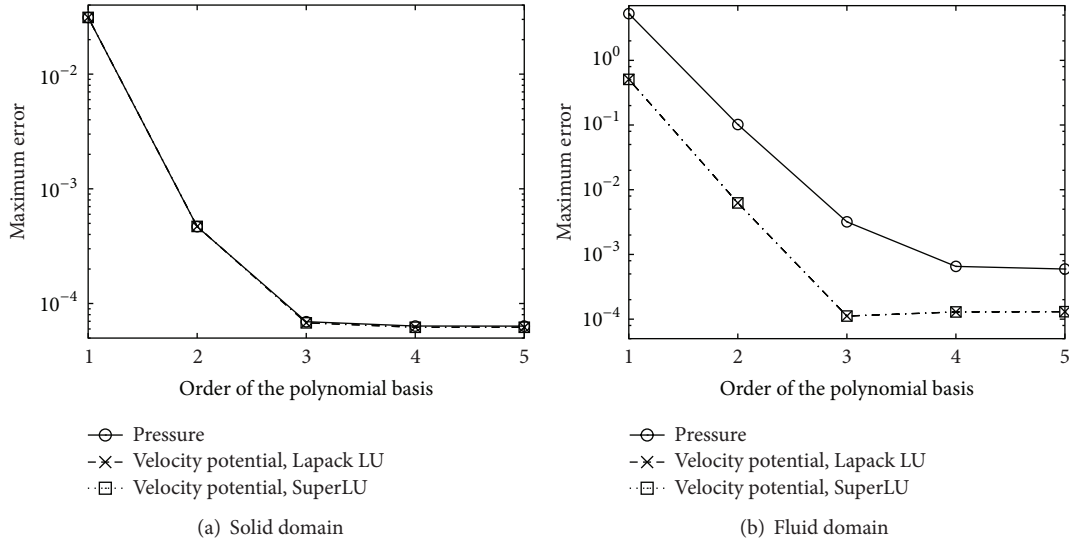 Maximum error
10⁻²
10⁻³
10⁻⁴
1 2 3 4 5
Order of the polynomial basis
Pressure
Velocity potential, Lapack LU
Velocity potential, SuperLU
(a) Solid domain
Maximum error
10⁰
10⁻¹
10⁻²
10⁻³
10⁻⁴
1 2 3 4 5
Order of the polynomial basis
Pressure
Velocity potential, Lapack LU
Velocity potential, SuperLU
(b) Fluid domain